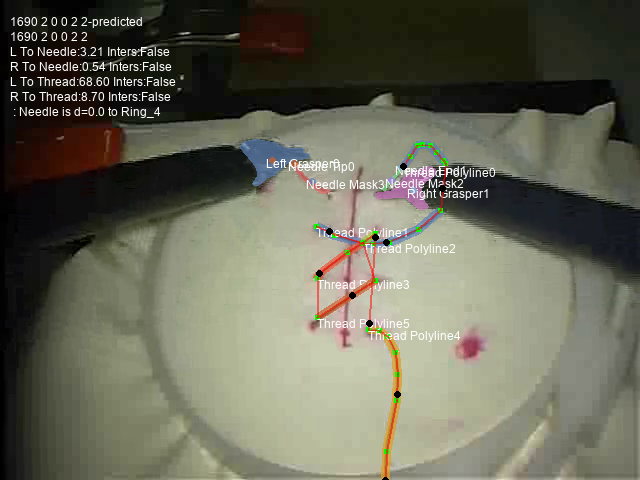 1690 2 0 0 2 2-predicted
1690 2 0 0 2 2
L To Needle:3.21 Inters:False
R To Needle:0.54 Inters:False
L To Thread:68.60 Inters:False
R To Thread:8.70 Inters:False
: Needle is d=0.0 to Ring_4
Left Grasper0
Needle Tip0
Thread Polyline0
Needle Mask3
Needle Mask2
Right Grasper1
Thread Polyline1
Thread Polyline2
Thread Polyline3
Thread Polyline5
Thread Polyline4